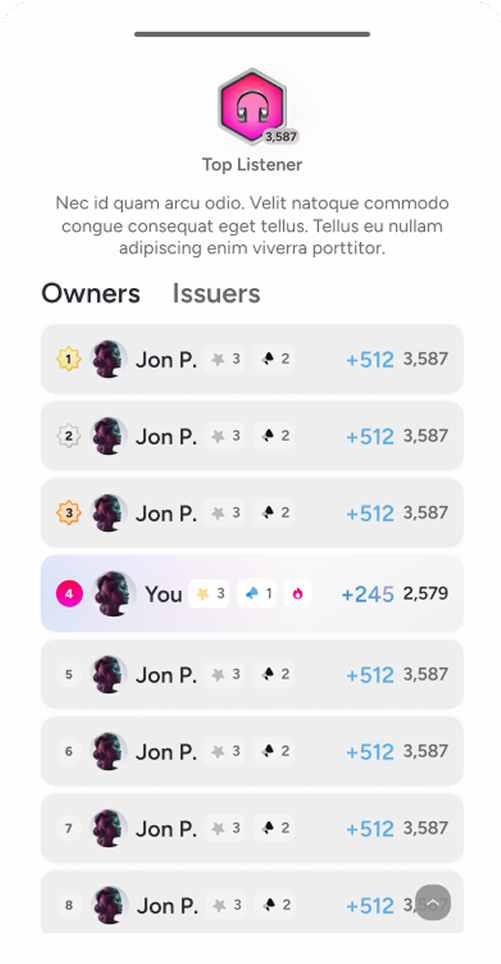 3,587
Top Listener
Nec id quam arcu odio. Velit natoque commodo
congue consequat eget tellus. Tellus eu nullam
adipiscing enim viverra porttitor.
Owners Issuers
1 Jon P. 3 2 +512 3,587
2 Jon P. 3 2 +512 3,587
3 Jon P. 3 2 +512 3,587
4 You 3 1 +245 2,579
5 Jon P. 3 2 +512 3,587
6 Jon P. 3 2 +512 3,587
7 Jon P. 3 2 +512 3,587
8 Jon P. 3 2 +512